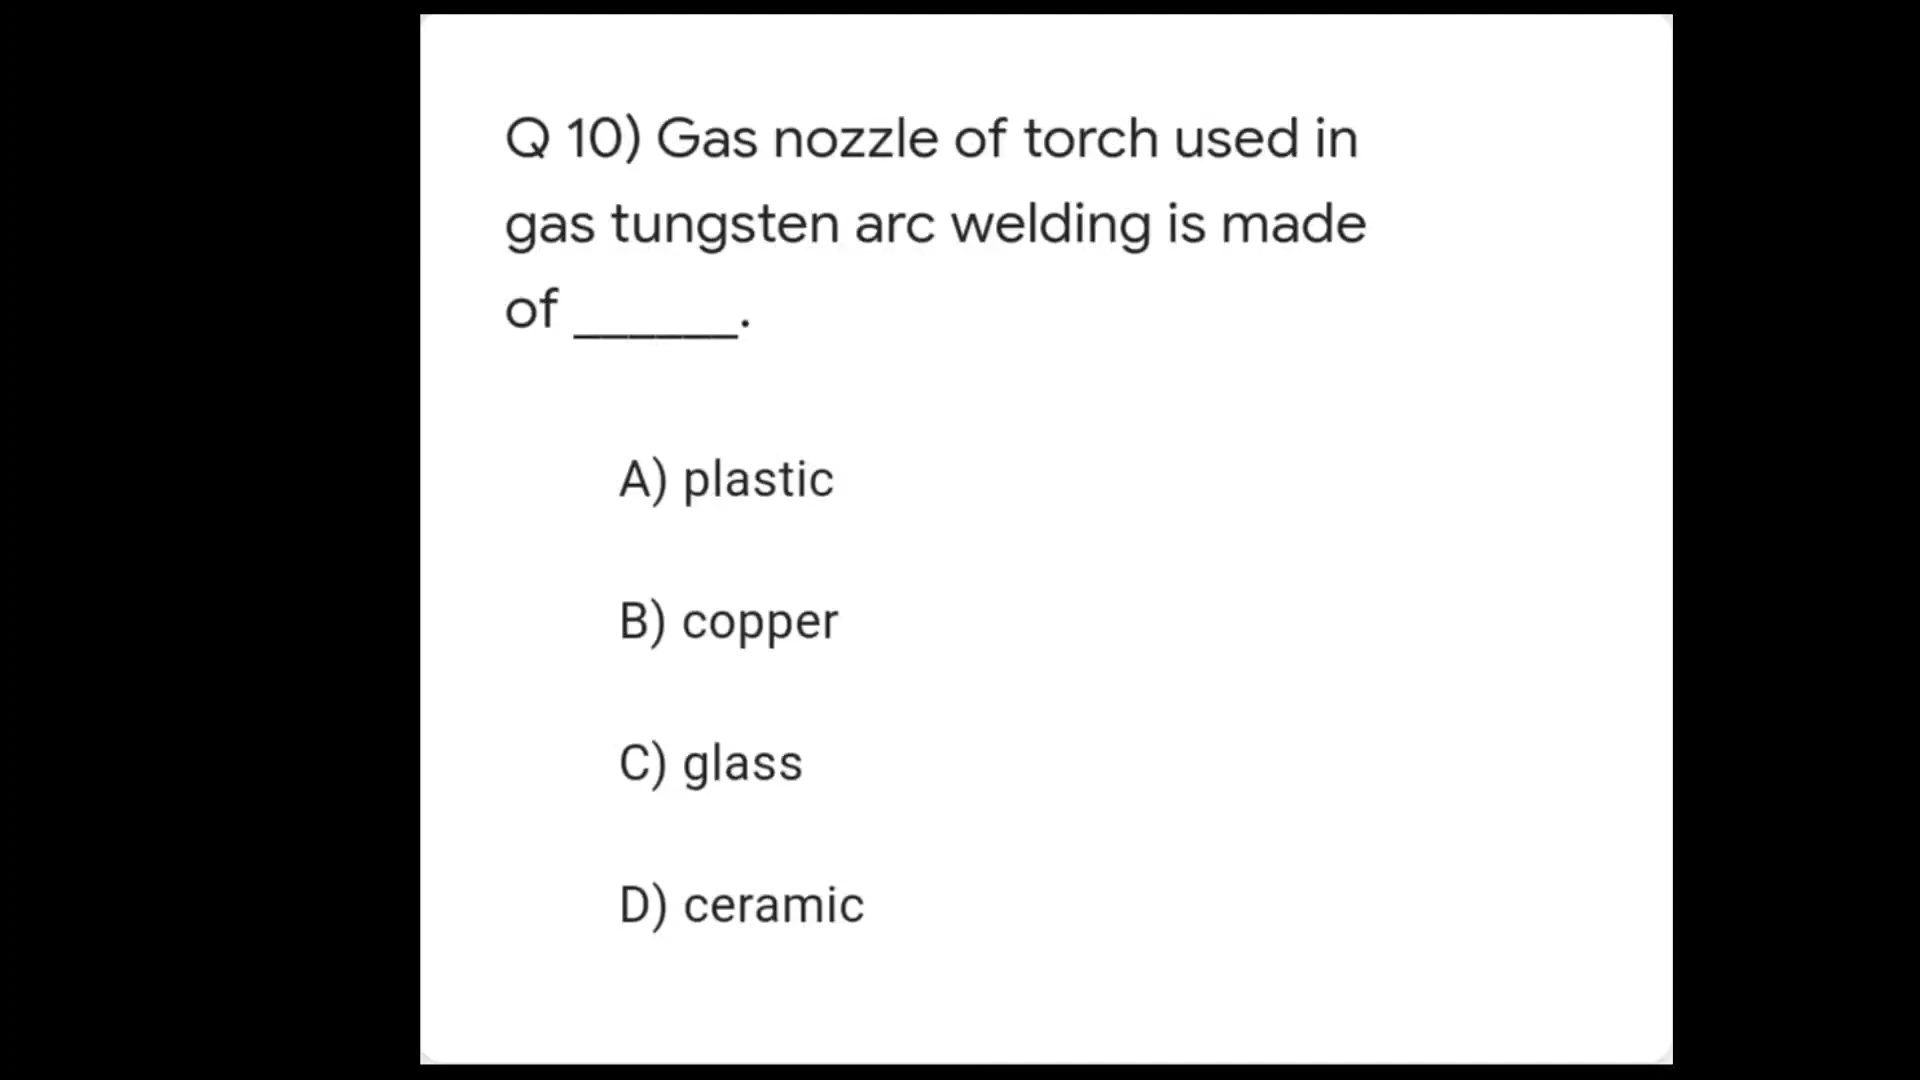 Q 10) Gas nozzle of torch used in
gas tungsten arc welding is made
of ______.
A) plastic
B) copper
C) glass
D) ceramic